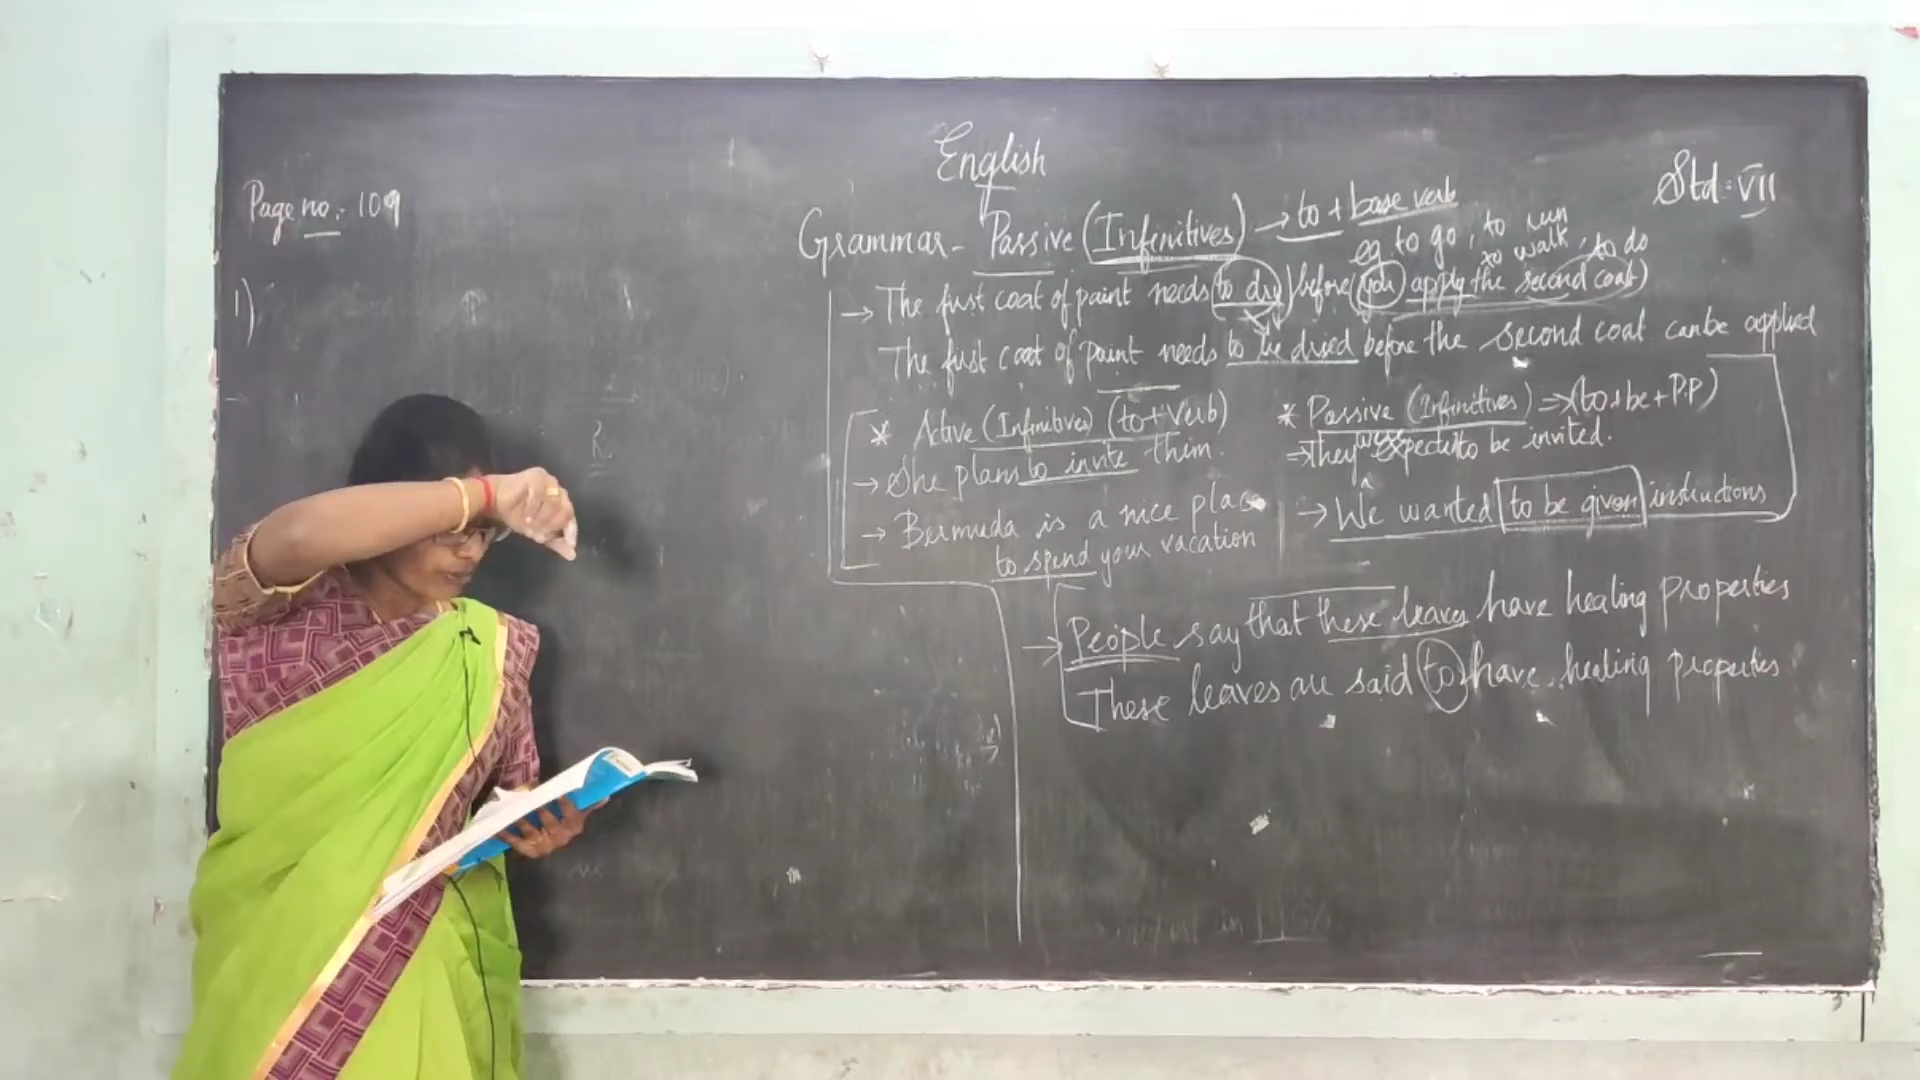 English
Std: VII
Page no:- 109
Grammar- Passive (Infinitives) → to + base verb
eg. to go, to run
to walk, to do
1)
→ The first coat of paint needs (to dry) before (you) apply the second coat)
The first coat of paint needs to be dried before the second coat can be applied
* Active (Infinitive) (to+Verb)
→ She plans to invite them.
→ Bermuda is a nice place
to spend your vacation
* Passive (Infinitives) ⇒ (to+be+P.P)
⇒ They were expected to be invited.
→ We wanted to be given instructions
→ People say that these leaves have healing properties
These leaves are said to have healing properties